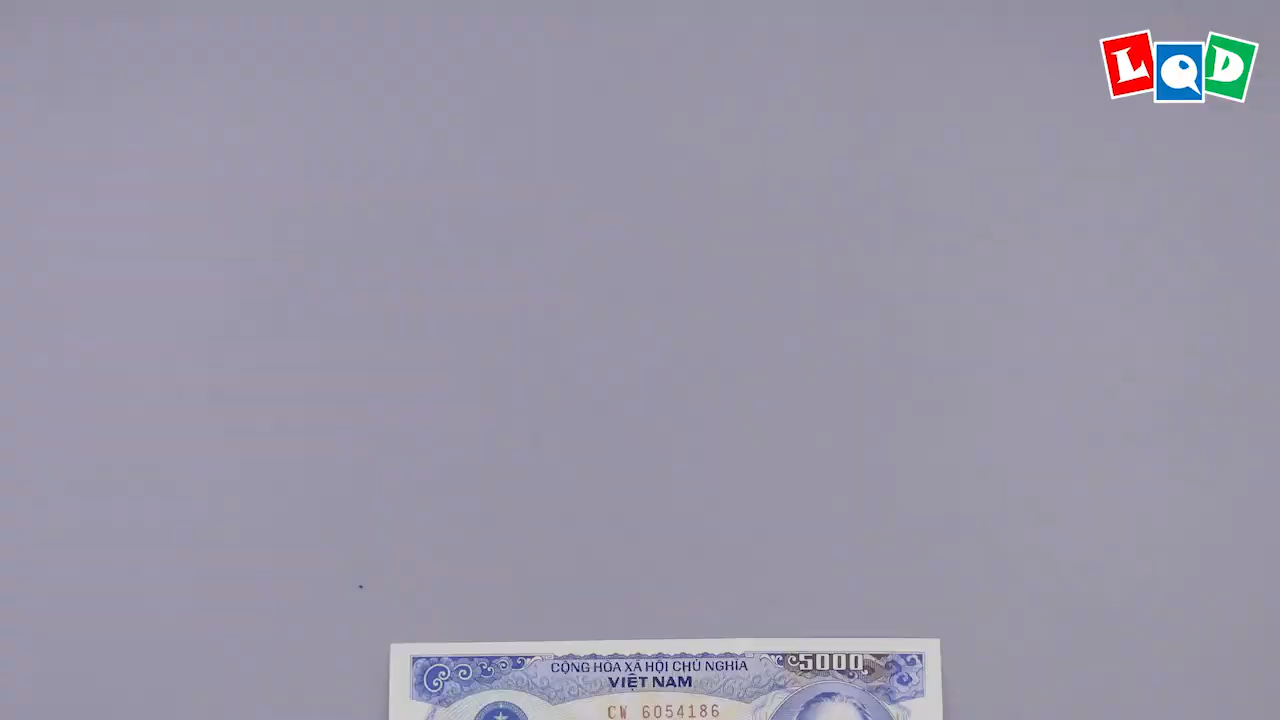 LQD
CỘNG HÒA XÃ HỘI CHỦ NGHĨA
5000
VIỆT NAM
CW 6054186